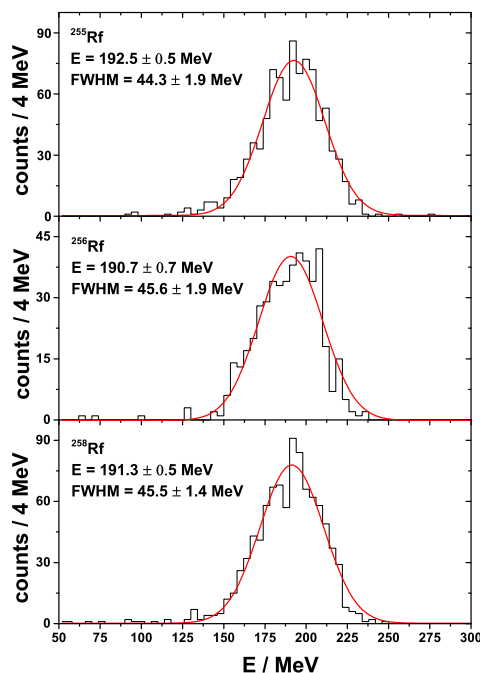 ²⁵⁵Rf
E = 192.5 ± 0.5 MeV
FWHM = 44.3 ± 1.9 MeV
counts / 4 MeV
90
60
30
0
²⁵⁶Rf
E = 190.7 ± 0.7 MeV
FWHM = 45.6 ± 1.9 MeV
counts / 4 MeV
45
30
15
0
²⁵⁸Rf
E = 191.3 ± 0.5 MeV
FWHM = 45.5 ± 1.4 MeV
counts / 4 MeV
90
60
30
0
50 75 100 125 150 175 200 225 250 275 300
E / MeV